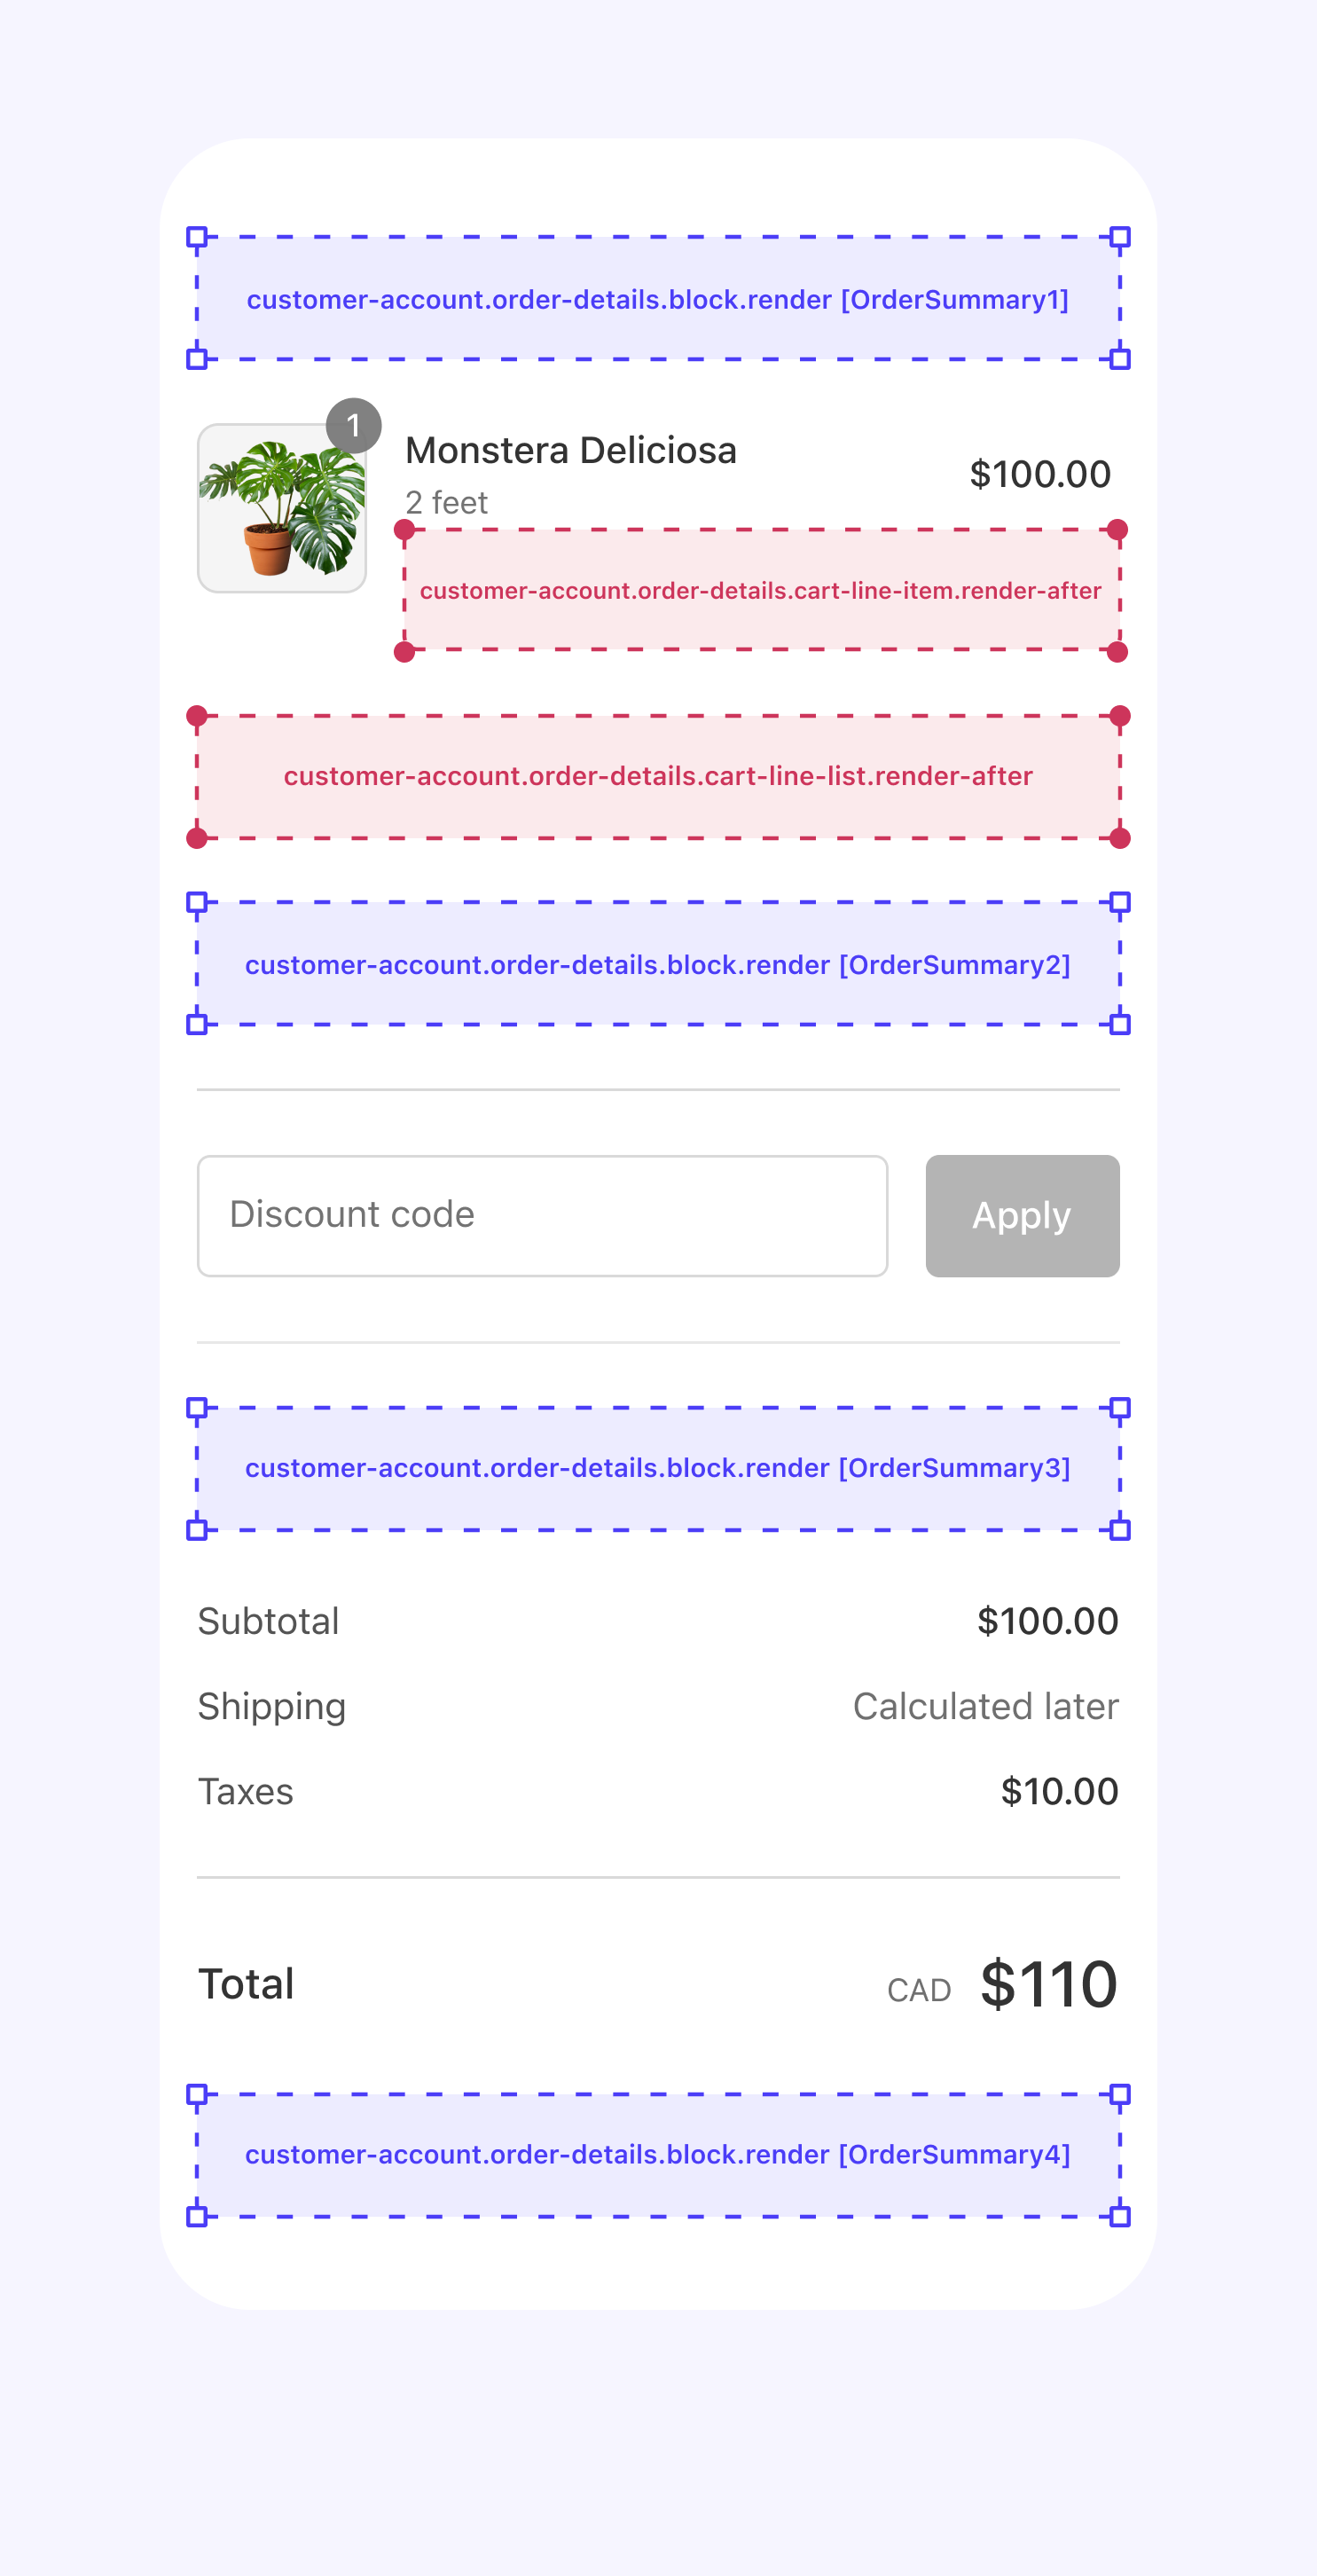 customer-account.order-details.block.render [OrderSummary1]
1
Monstera Deliciosa
$100.00
2 feet
customer-account.order-details.cart-line-item.render-after
customer-account.order-details.cart-line-list.render-after
customer-account.order-details.block.render [OrderSummary2]
Discount code
Apply
customer-account.order-details.block.render [OrderSummary3]
Subtotal $100.00
Shipping Calculated later
Taxes $10.00
Total CAD $110
customer-account.order-details.block.render [OrderSummary4]